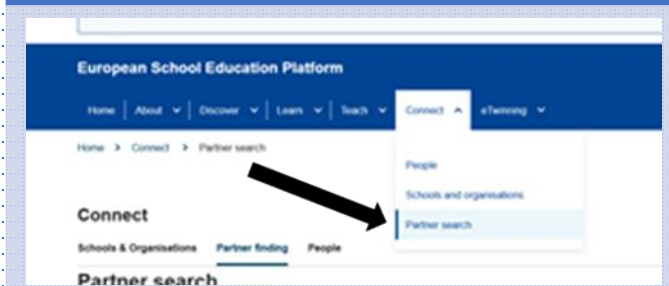 European School Education Platform
Home About Discover Learn Teach Connect eTwinning
Home > Connect > Partner search
People
Schools and organisations
Partner search
Connect
Schools & Organisations Partner finding People
Partner search